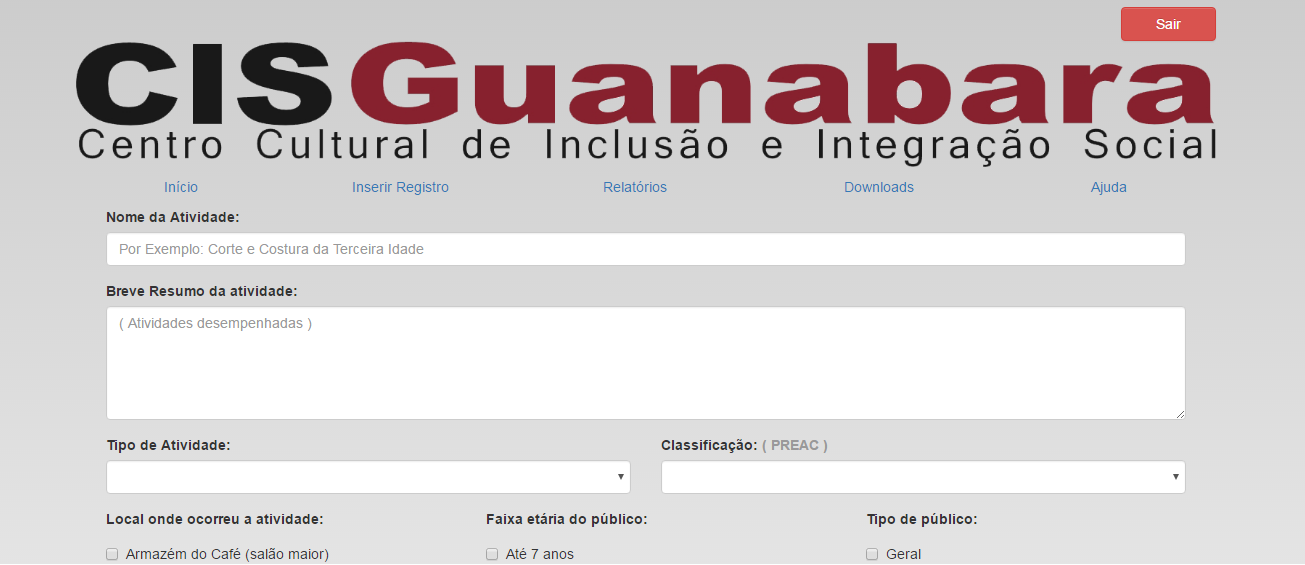 Sair
CISGuanabara
Centro Cultural de Inclusão e Integração Social
Início Inserir Registro Relatórios Downloads Ajuda
Nome da Atividade:
Por Exemplo: Corte e Costura da Terceira Idade
Breve Resumo da atividade:
( Atividades desempenhadas )
Tipo de Atividade: Classificação: ( PREAC )
Local onde ocorreu a atividade: Faixa etária do público: Tipo de público:
Armazém do Café (salão maior) Até 7 anos Geral